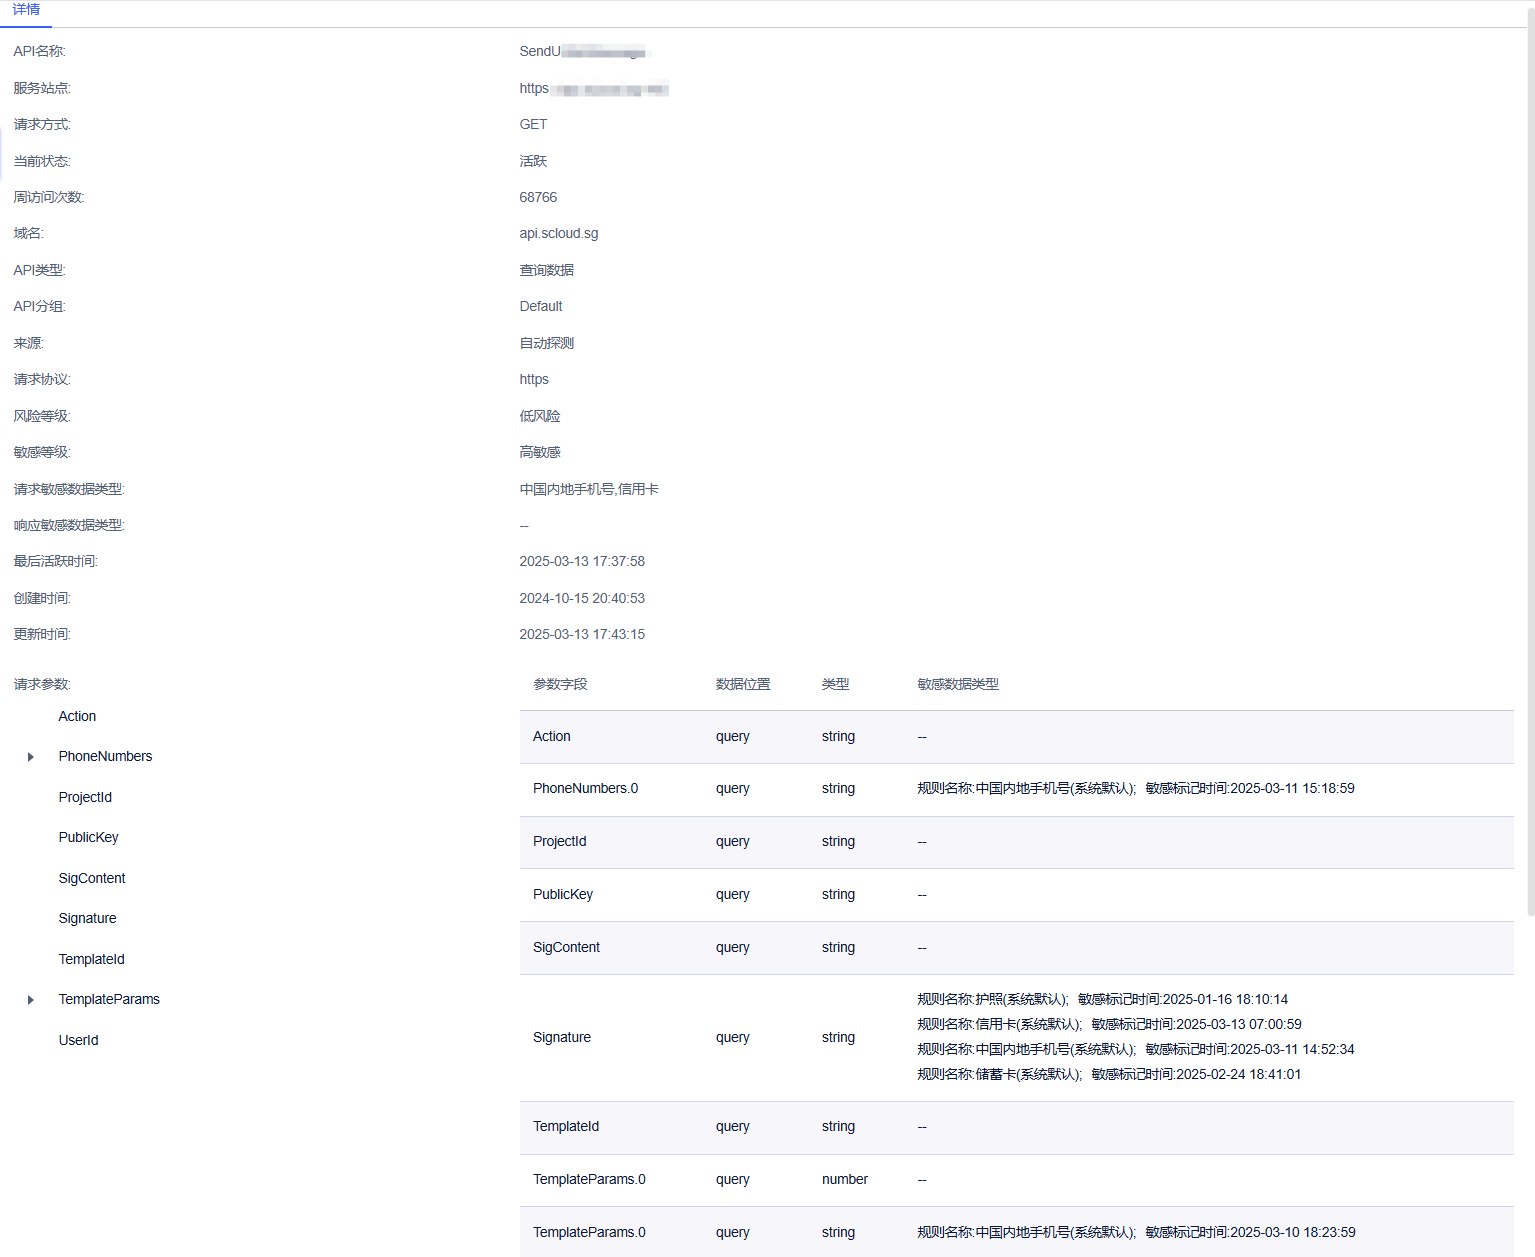 详情
API名称: SendU
服务站点: https
请求方式: GET
当前状态: 活跃
周访问次数: 68766
域名: api.scloud.sg
API类型: 查询数据
API分组: Default
来源: 自动探测
请求协议: https
风险等级: 低风险
敏感等级: 高敏感
请求敏感数据类型: 中国内地手机号,信用卡
响应敏感数据类型: --
最后活跃时间: 2025-03-13 17:37:58
创建时间: 2024-10-15 20:40:53
更新时间: 2025-03-13 17:43:15
请求参数:
Action
PhoneNumbers
ProjectId
PublicKey
SigContent
Signature
TemplateId
TemplateParams
UserId
参数字段 数据位置 类型 敏感数据类型
Action query string --
PhoneNumbers.0 query string 规则名称:中国内地手机号(系统默认); 敏感标记时间:2025-03-11 15:18:59
ProjectId query string --
PublicKey query string --
SigContent query string --
Signature query string 规则名称:护照(系统默认); 敏感标记时间:2025-01-16 18:10:14
规则名称:信用卡(系统默认); 敏感标记时间:2025-03-13 07:00:59
规则名称:中国内地手机号(系统默认); 敏感标记时间:2025-03-11 14:52:34
规则名称:储蓄卡(系统默认); 敏感标记时间:2025-02-24 18:41:01
TemplateId query string --
TemplateParams.0 query number --
TemplateParams.0 query string 规则名称:中国内地手机号(系统默认); 敏感标记时间:2025-03-10 18:23:59